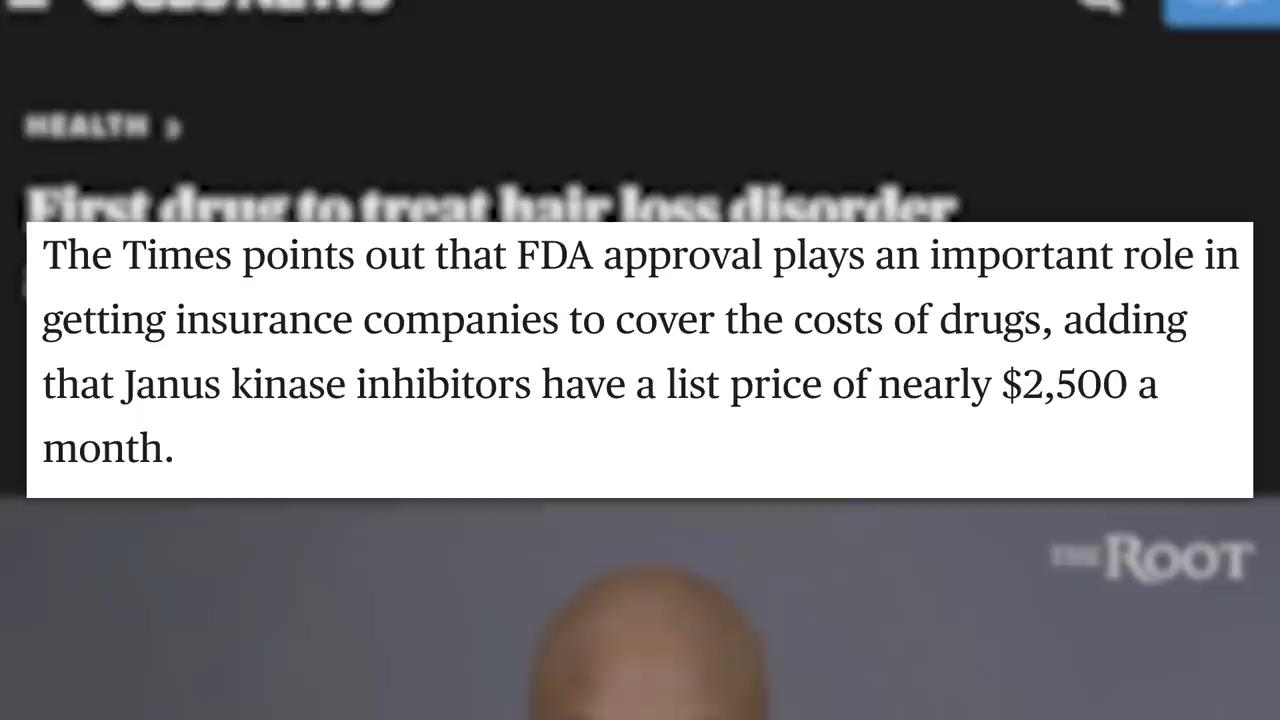 HEALTH >
First drug to treat hair loss disorder
The Times points out that FDA approval plays an important role in
getting insurance companies to cover the costs of drugs, adding
that Janus kinase inhibitors have a list price of nearly $2,500 a
month.
THE ROOT